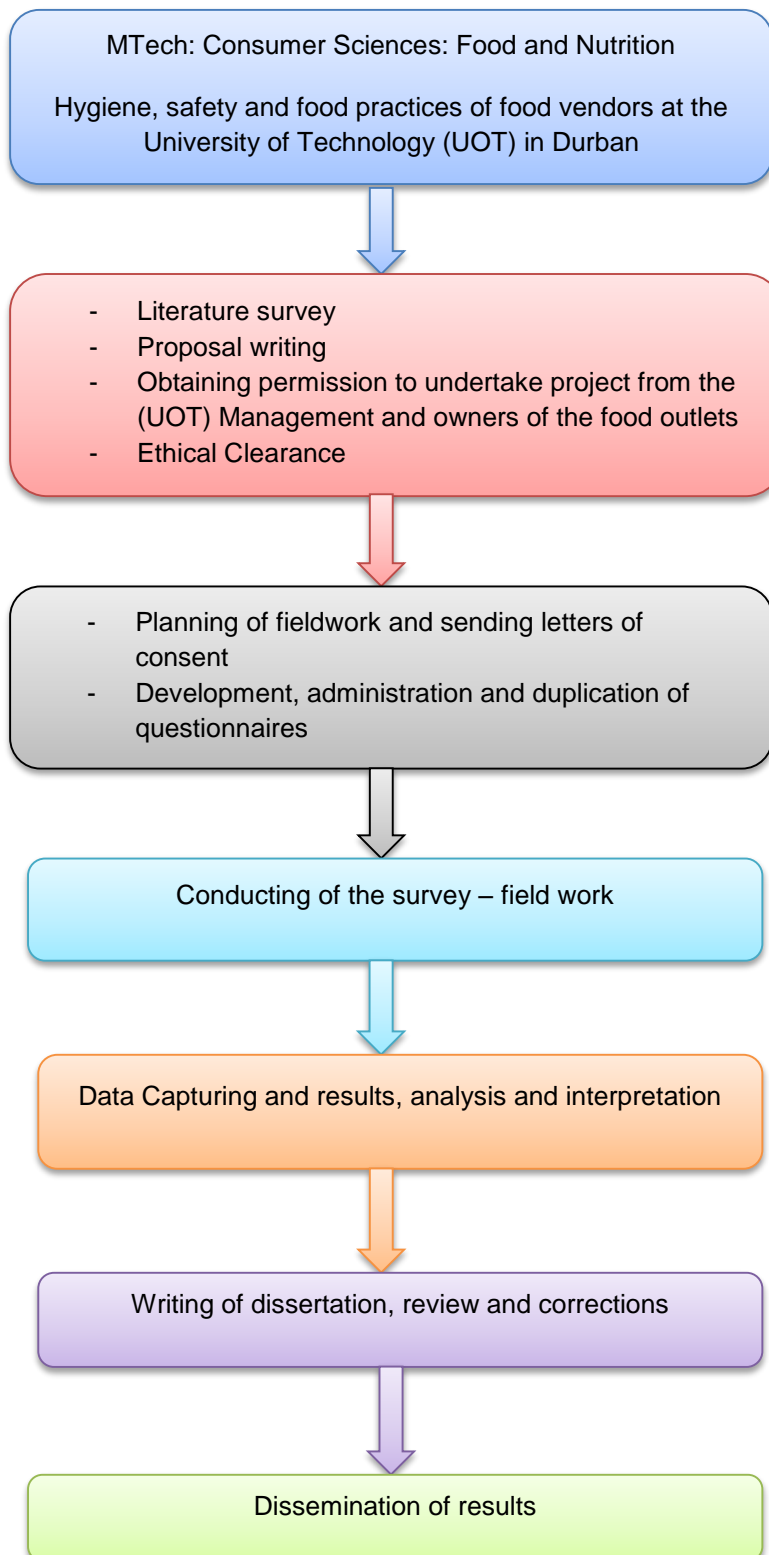 MTech: Consumer Sciences: Food and Nutrition
Hygiene, safety and food practices of food vendors at the
University of Technology (UOT) in Durban
- Literature survey
- Proposal writing
- Obtaining permission to undertake project from the
(UOT) Management and owners of the food outlets
- Ethical Clearance
- Planning of fieldwork and sending letters of
consent
- Development, administration and duplication of
questionnaires
Conducting of the survey – field work
Data Capturing and results, analysis and interpretation
Writing of dissertation, review and corrections
Dissemination of results